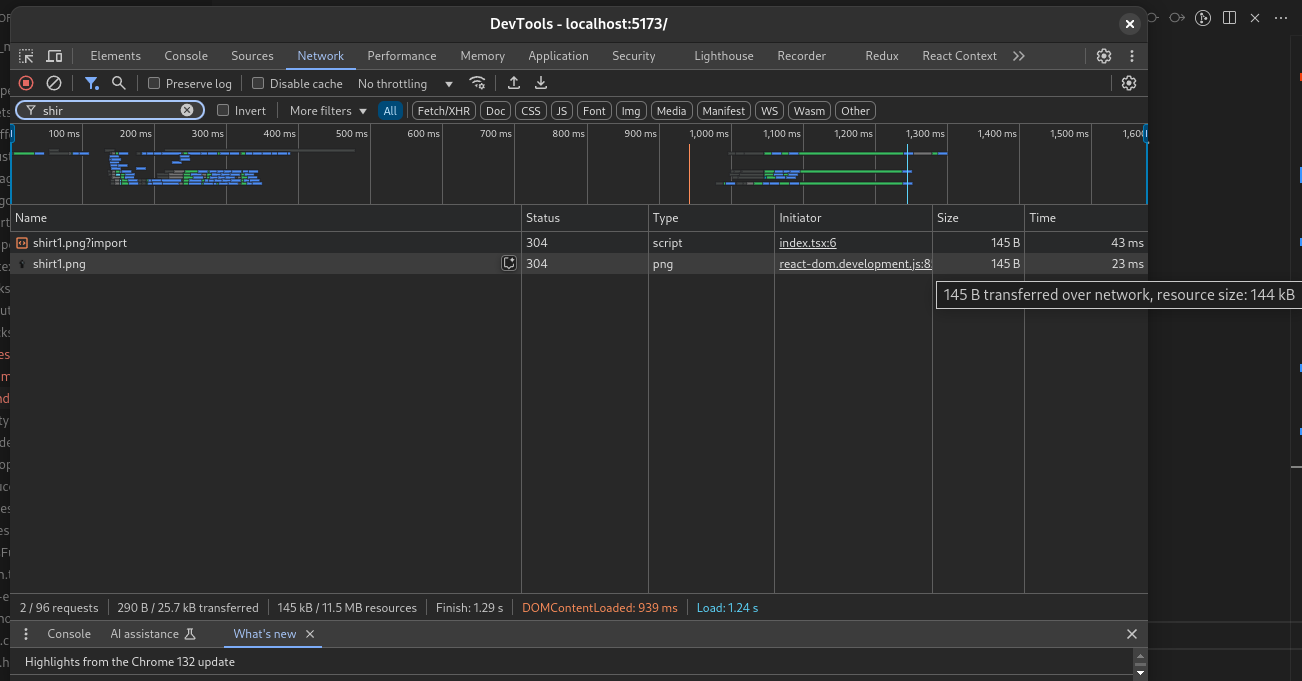 DevTools - localhost:5173/
Elements Console Sources Network Performance Memory Application Security Lighthouse Recorder Redux React Context
Preserve log Disable cache No throttling
shir Invert More filters All Fetch/XHR Doc CSS JS Font Img Media Manifest WS Wasm Other
100 ms 200 ms 300 ms 400 ms 500 ms 600 ms 700 ms 800 ms 900 ms 1,000 ms 1,100 ms 1,200 ms 1,300 ms 1,400 ms 1,500 ms 1,600
Name Status Type Initiator Size Time
shirt1.png?import 304 script index.tsx:6 145 B 43 ms
shirt1.png 304 png react-dom.development.js:8 145 B 23 ms
145 B transferred over network, resource size: 144 kB
2 / 96 requests 290 B / 25.7 kB transferred 145 kB / 11.5 MB resources Finish: 1.29 s DOMContentLoaded: 939 ms Load: 1.24 s
Console AI assistance What's new
Highlights from the Chrome 132 update